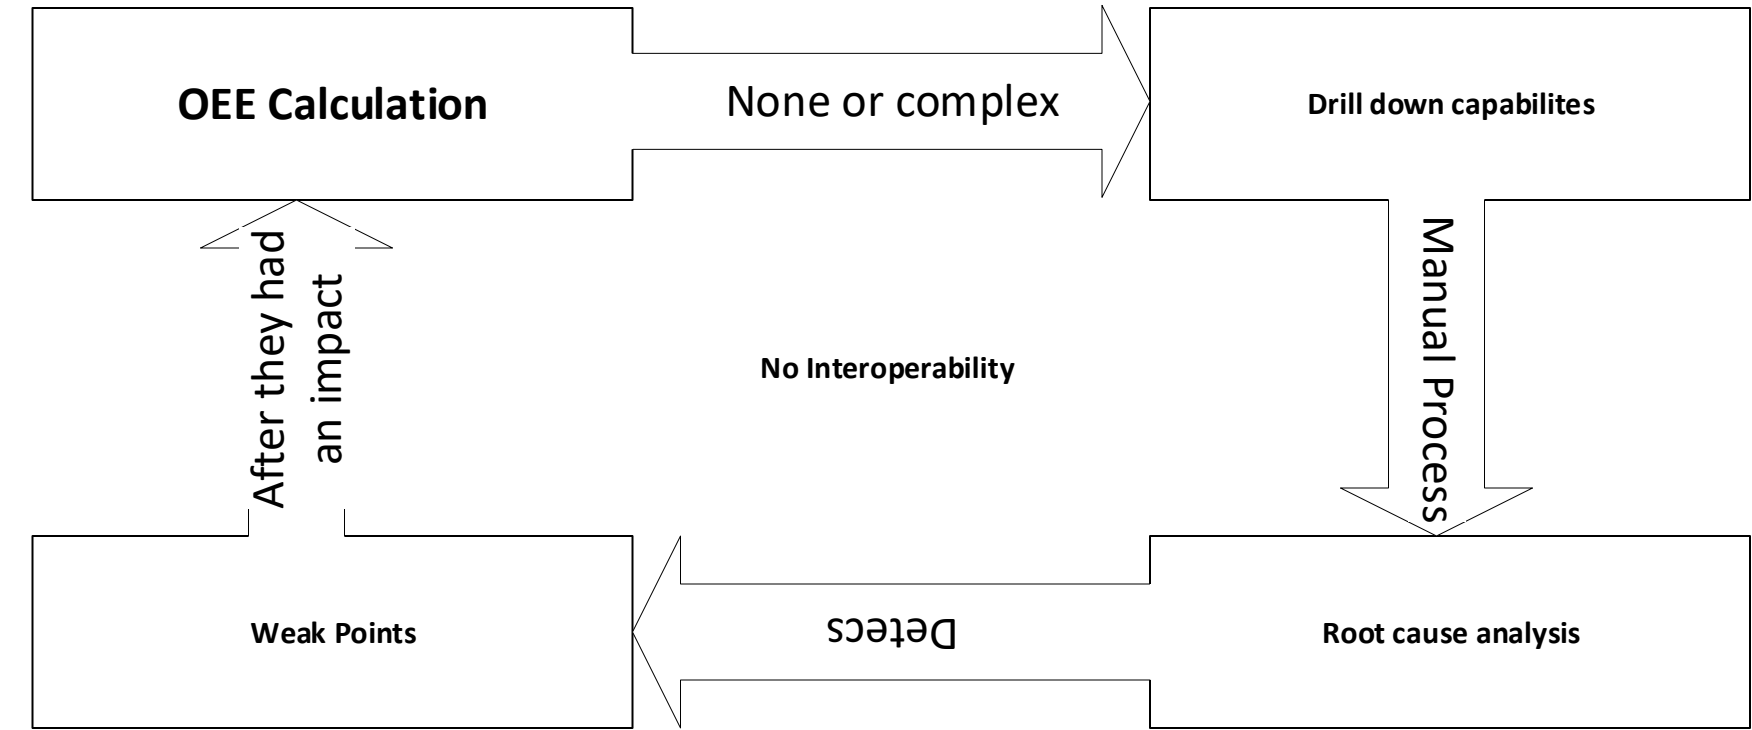 OEE Calculation
None or complex
Drill down capabilites
Manual Process
After they had
an impact
No Interoperability
Weak Points
Detecs
Root cause analysis